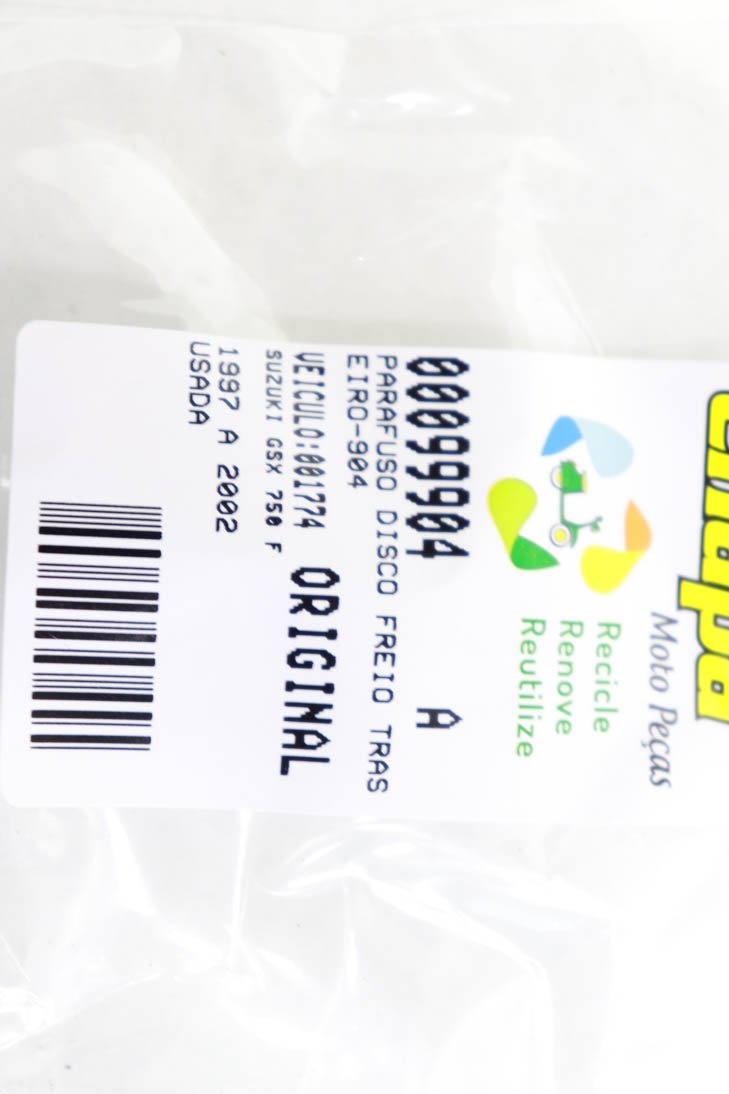 Moto Peças
Recicle
Renove
Reutilize
00099904 A
PARAFUSO DISCO FREIO TRAS
EIRO-904
VEICULO:001774 ORIGINAL
SUZUKI GSX 750 F
1997 A 2002
USADA